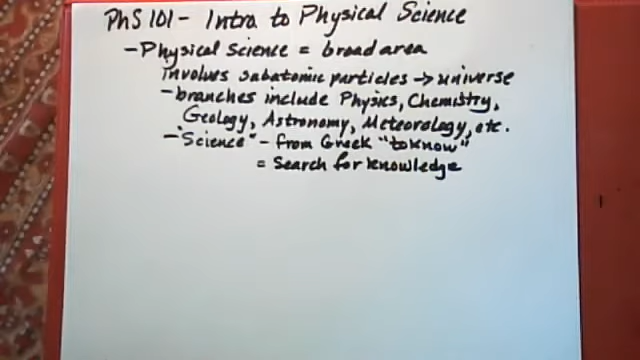 PhS 101 - Intro to Physical Science
- Physical Science = broad area
involves subatomic particles → universe
- branches include Physics, Chemistry,
Geology, Astronomy, Meteorology, etc.
- "Science" - from Greek "to know"
= Search for knowledge